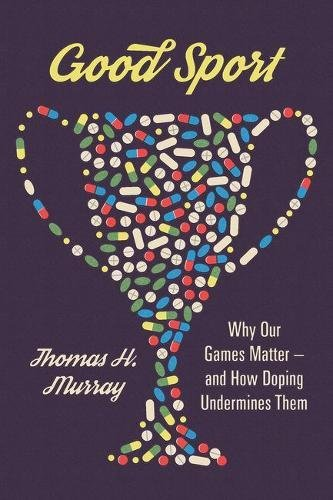 Good Sport
Thomas H.
Murray
Why Our
Games Matter –
and How Doping
Undermines Them